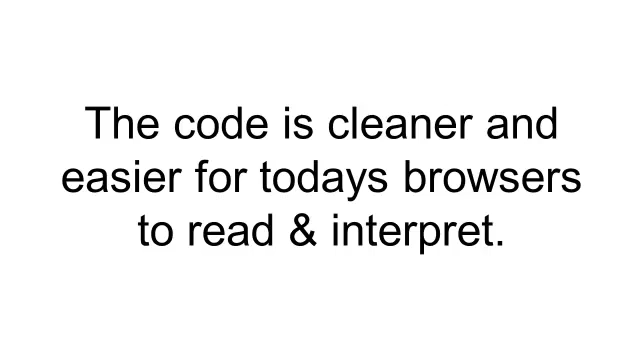 The code is cleaner and
easier for todays browsers
to read & interpret.